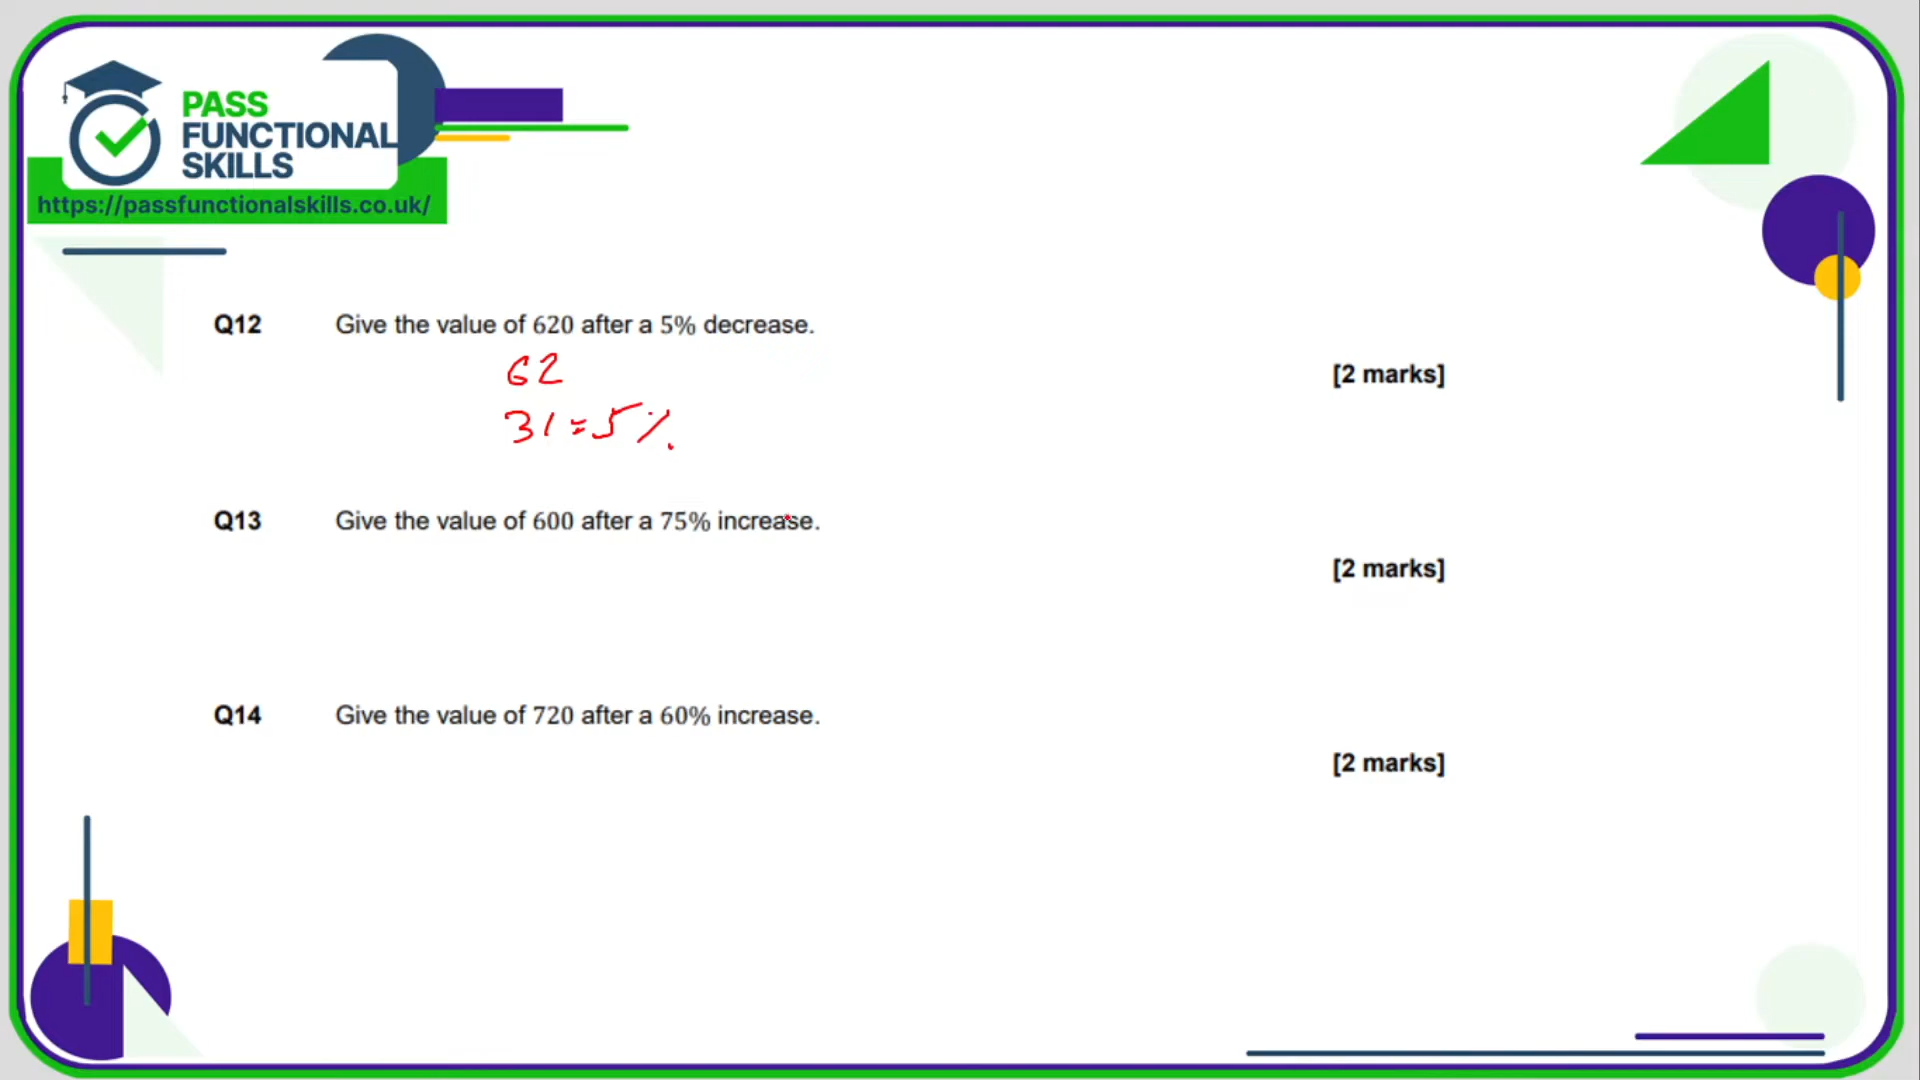 PASS
FUNCTIONAL
SKILLS
https://passfunctionalskills.co.uk/
Q12 Give the value of 620 after a 5% decrease.
62
[2 marks]
31=5%
Q13 Give the value of 600 after a 75% increase.
[2 marks]
Q14 Give the value of 720 after a 60% increase.
[2 marks]